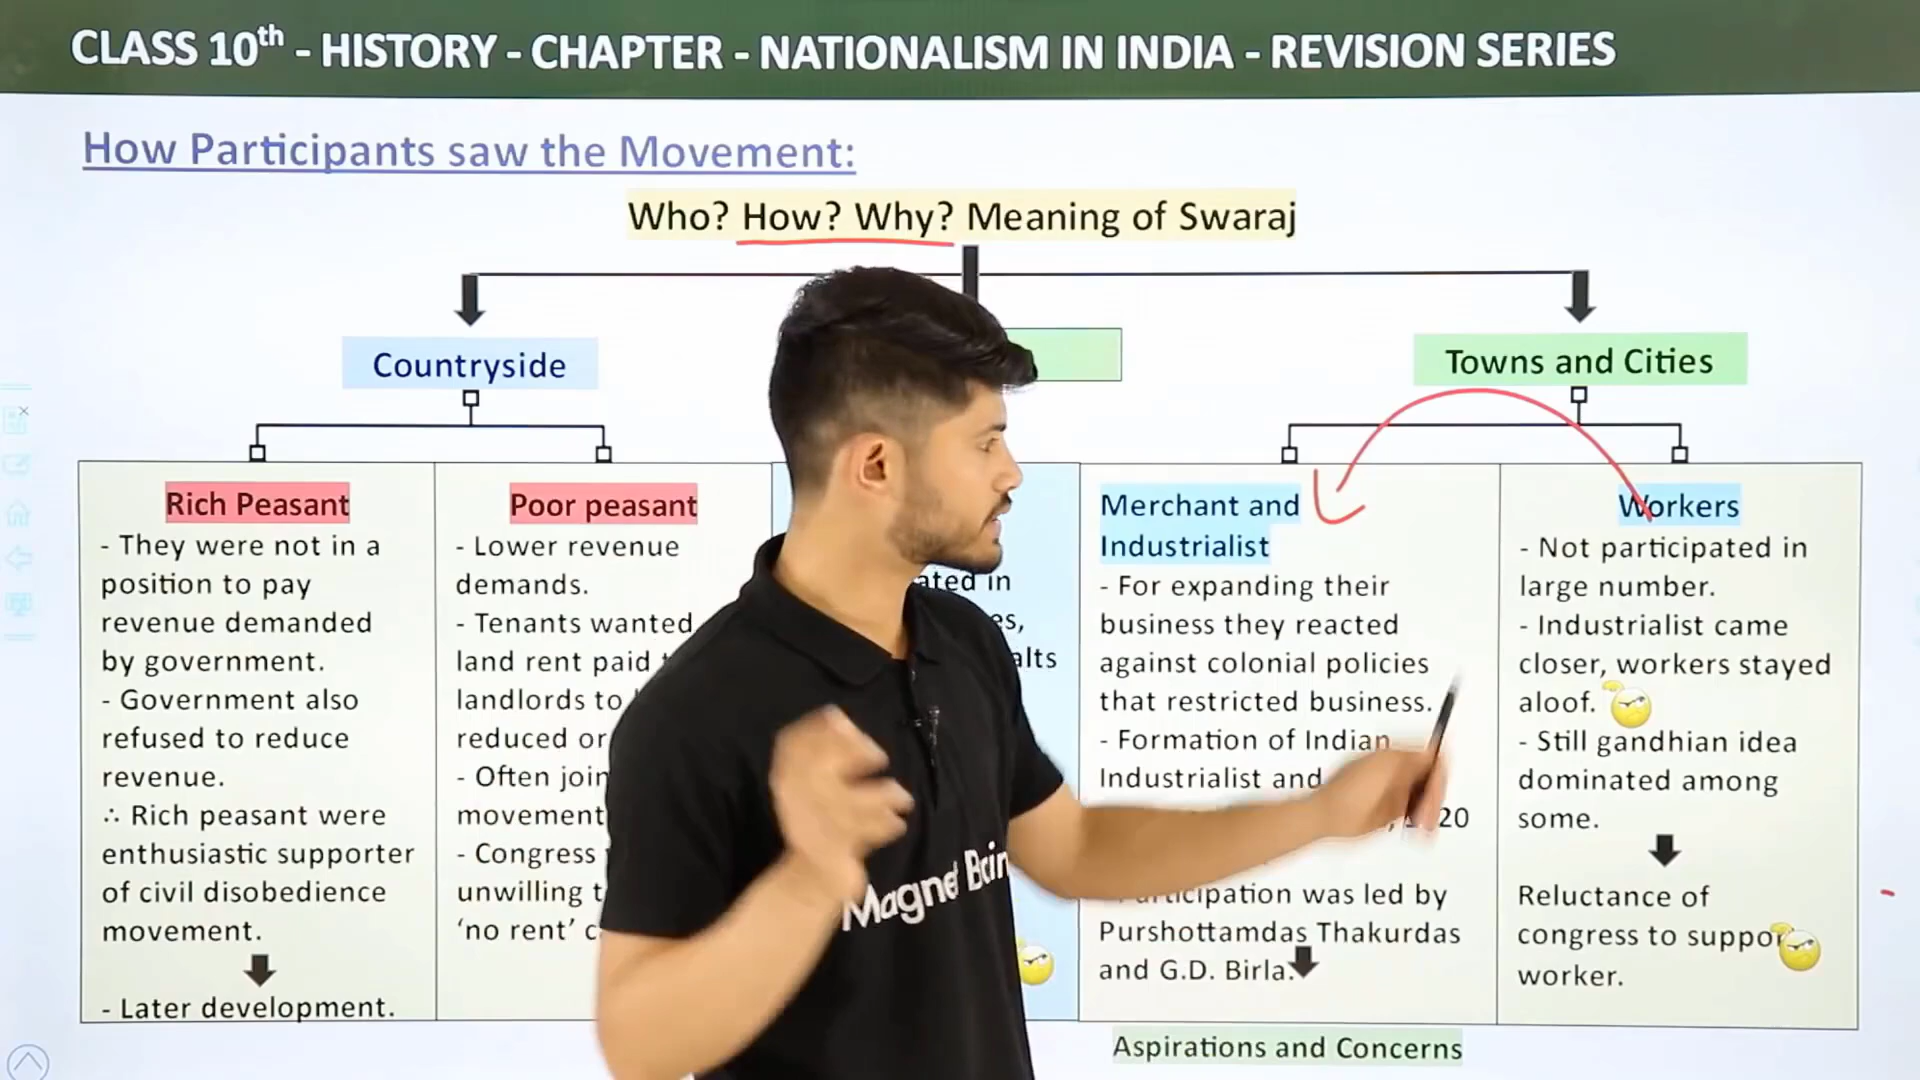 CLASS 10th - HISTORY - CHAPTER - NATIONALISM IN INDIA - REVISION SERIES
How Participants saw the Movement:
Who? How? Why? Meaning of Swaraj
Countryside
Towns and Cities
Rich Peasant
- They were not in a
position to pay
revenue demanded
by government.
- Government also
refused to reduce
revenue.
∴ Rich peasant were
enthusiastic supporter
of civil disobedience
movement.
- Later development.
Poor peasant
- Lower revenue
demands.
- Tenants wanted
land rent paid
landlords to
reduced or
- Often join
movement
- Congress
unwilling
'no rent'
in
Merchant and
Industrialist
- For expanding their
business they reacted
against colonial policies
that restricted business.
- Formation of Indian
Industrialist and
20
Participation was led by
Purshottamdas Thakurdas
and G.D. Birla.
Workers
- Not participated in
large number.
- Industrialist came
closer, workers stayed
aloof.
- Still gandhian idea
dominated among
some.
Reluctance of
congress to support
worker.
Aspirations and Concerns
Magnet Brain